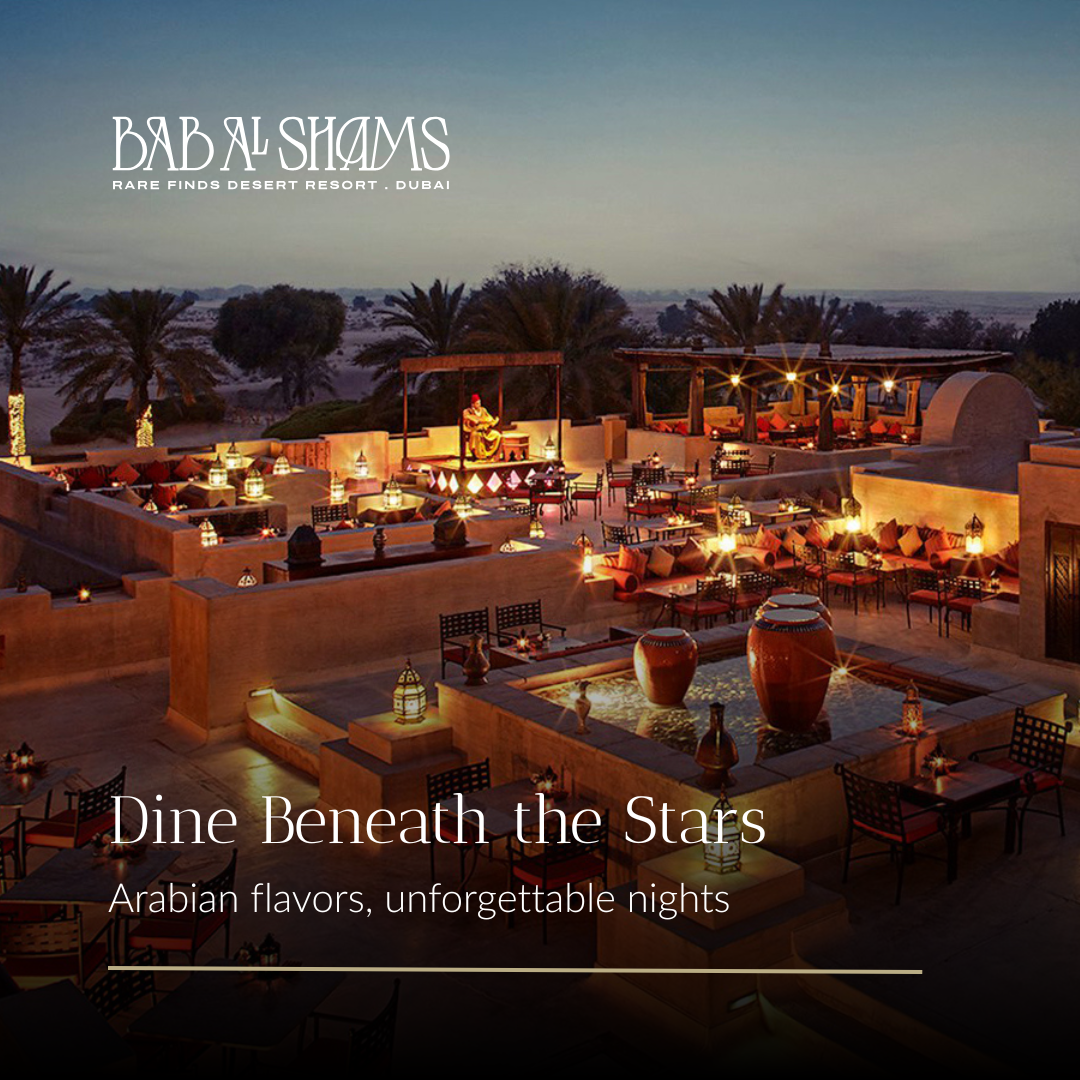 BAB AL SHAMS
RARE FINDS DESERT RESORT . DUBAI
Dine Beneath the Stars
Arabian flavors, unforgettable nights